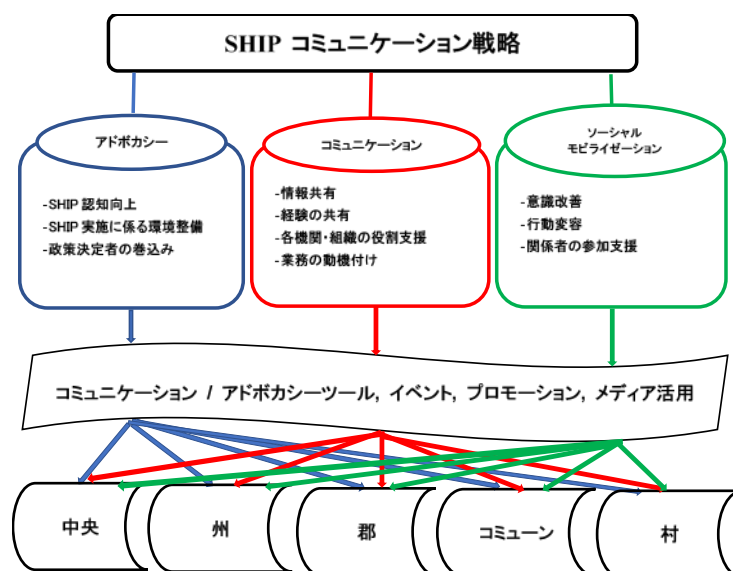 SHIP コミュニケーション戦略
アドボカシー
-SHIP 認知向上
-SHIP 実施に係る環境整備
-政策決定者の巻込み
コミュニケーション
-情報共有
-経験の共有
-各機関・組織の役割支援
-業務の動機付け
ソーシャル
モビライゼーション
-意識改善
-行動変容
-関係者の参加支援
コミュニケーション / アドボカシーツール, イベント, プロモーション, メディア活用
中央
州
郡
コミューン
村